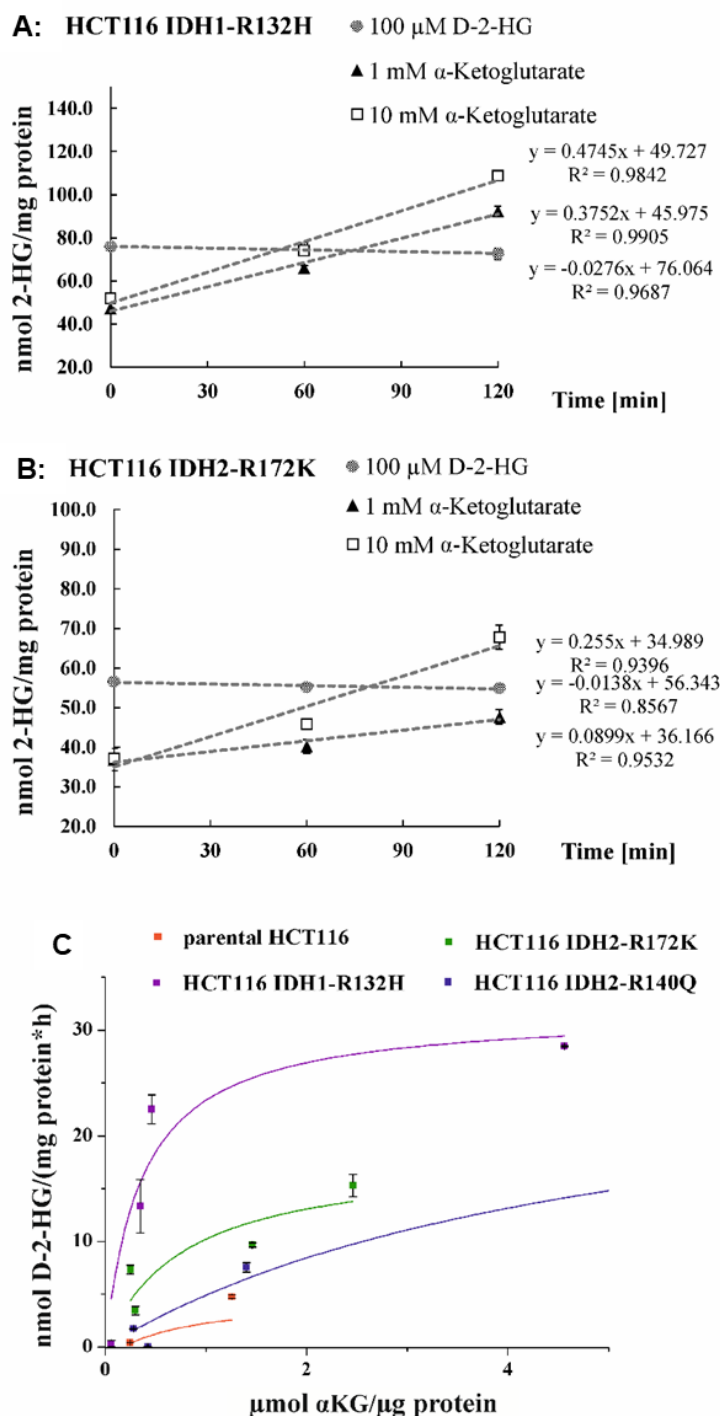 A: HCT116 IDH1-R132H
100 µM D-2-HG
1 mM α-Ketoglutarate
10 mM α-Ketoglutarate
nmol 2-HG/mg protein
140.0
120.0
100.0
80.0
60.0
40.0
20.0
y = 0.4745x + 49.727
R² = 0.9842
y = 0.3752x + 45.975
R² = 0.9905
y = -0.0276x + 76.064
R² = 0.9687
0 30 60 90 120
Time [min]
B: HCT116 IDH2-R172K
100 µM D-2-HG
1 mM α-Ketoglutarate
10 mM α-Ketoglutarate
nmol 2-HG/mg protein
100.0
90.0
80.0
70.0
60.0
50.0
40.0
30.0
20.0
y = 0.255x + 34.989
R² = 0.9396
y = -0.0138x + 56.343
R² = 0.8567
y = 0.0899x + 36.166
R² = 0.9532
0 30 60 90 120
Time [min]
C
parental HCT116
HCT116 IDH2-R172K
HCT116 IDH1-R132H
HCT116 IDH2-R140Q
nmol D-2-HG/(mg protein*h)
30
20
10
0
0 2 4
µmol αKG/µg protein